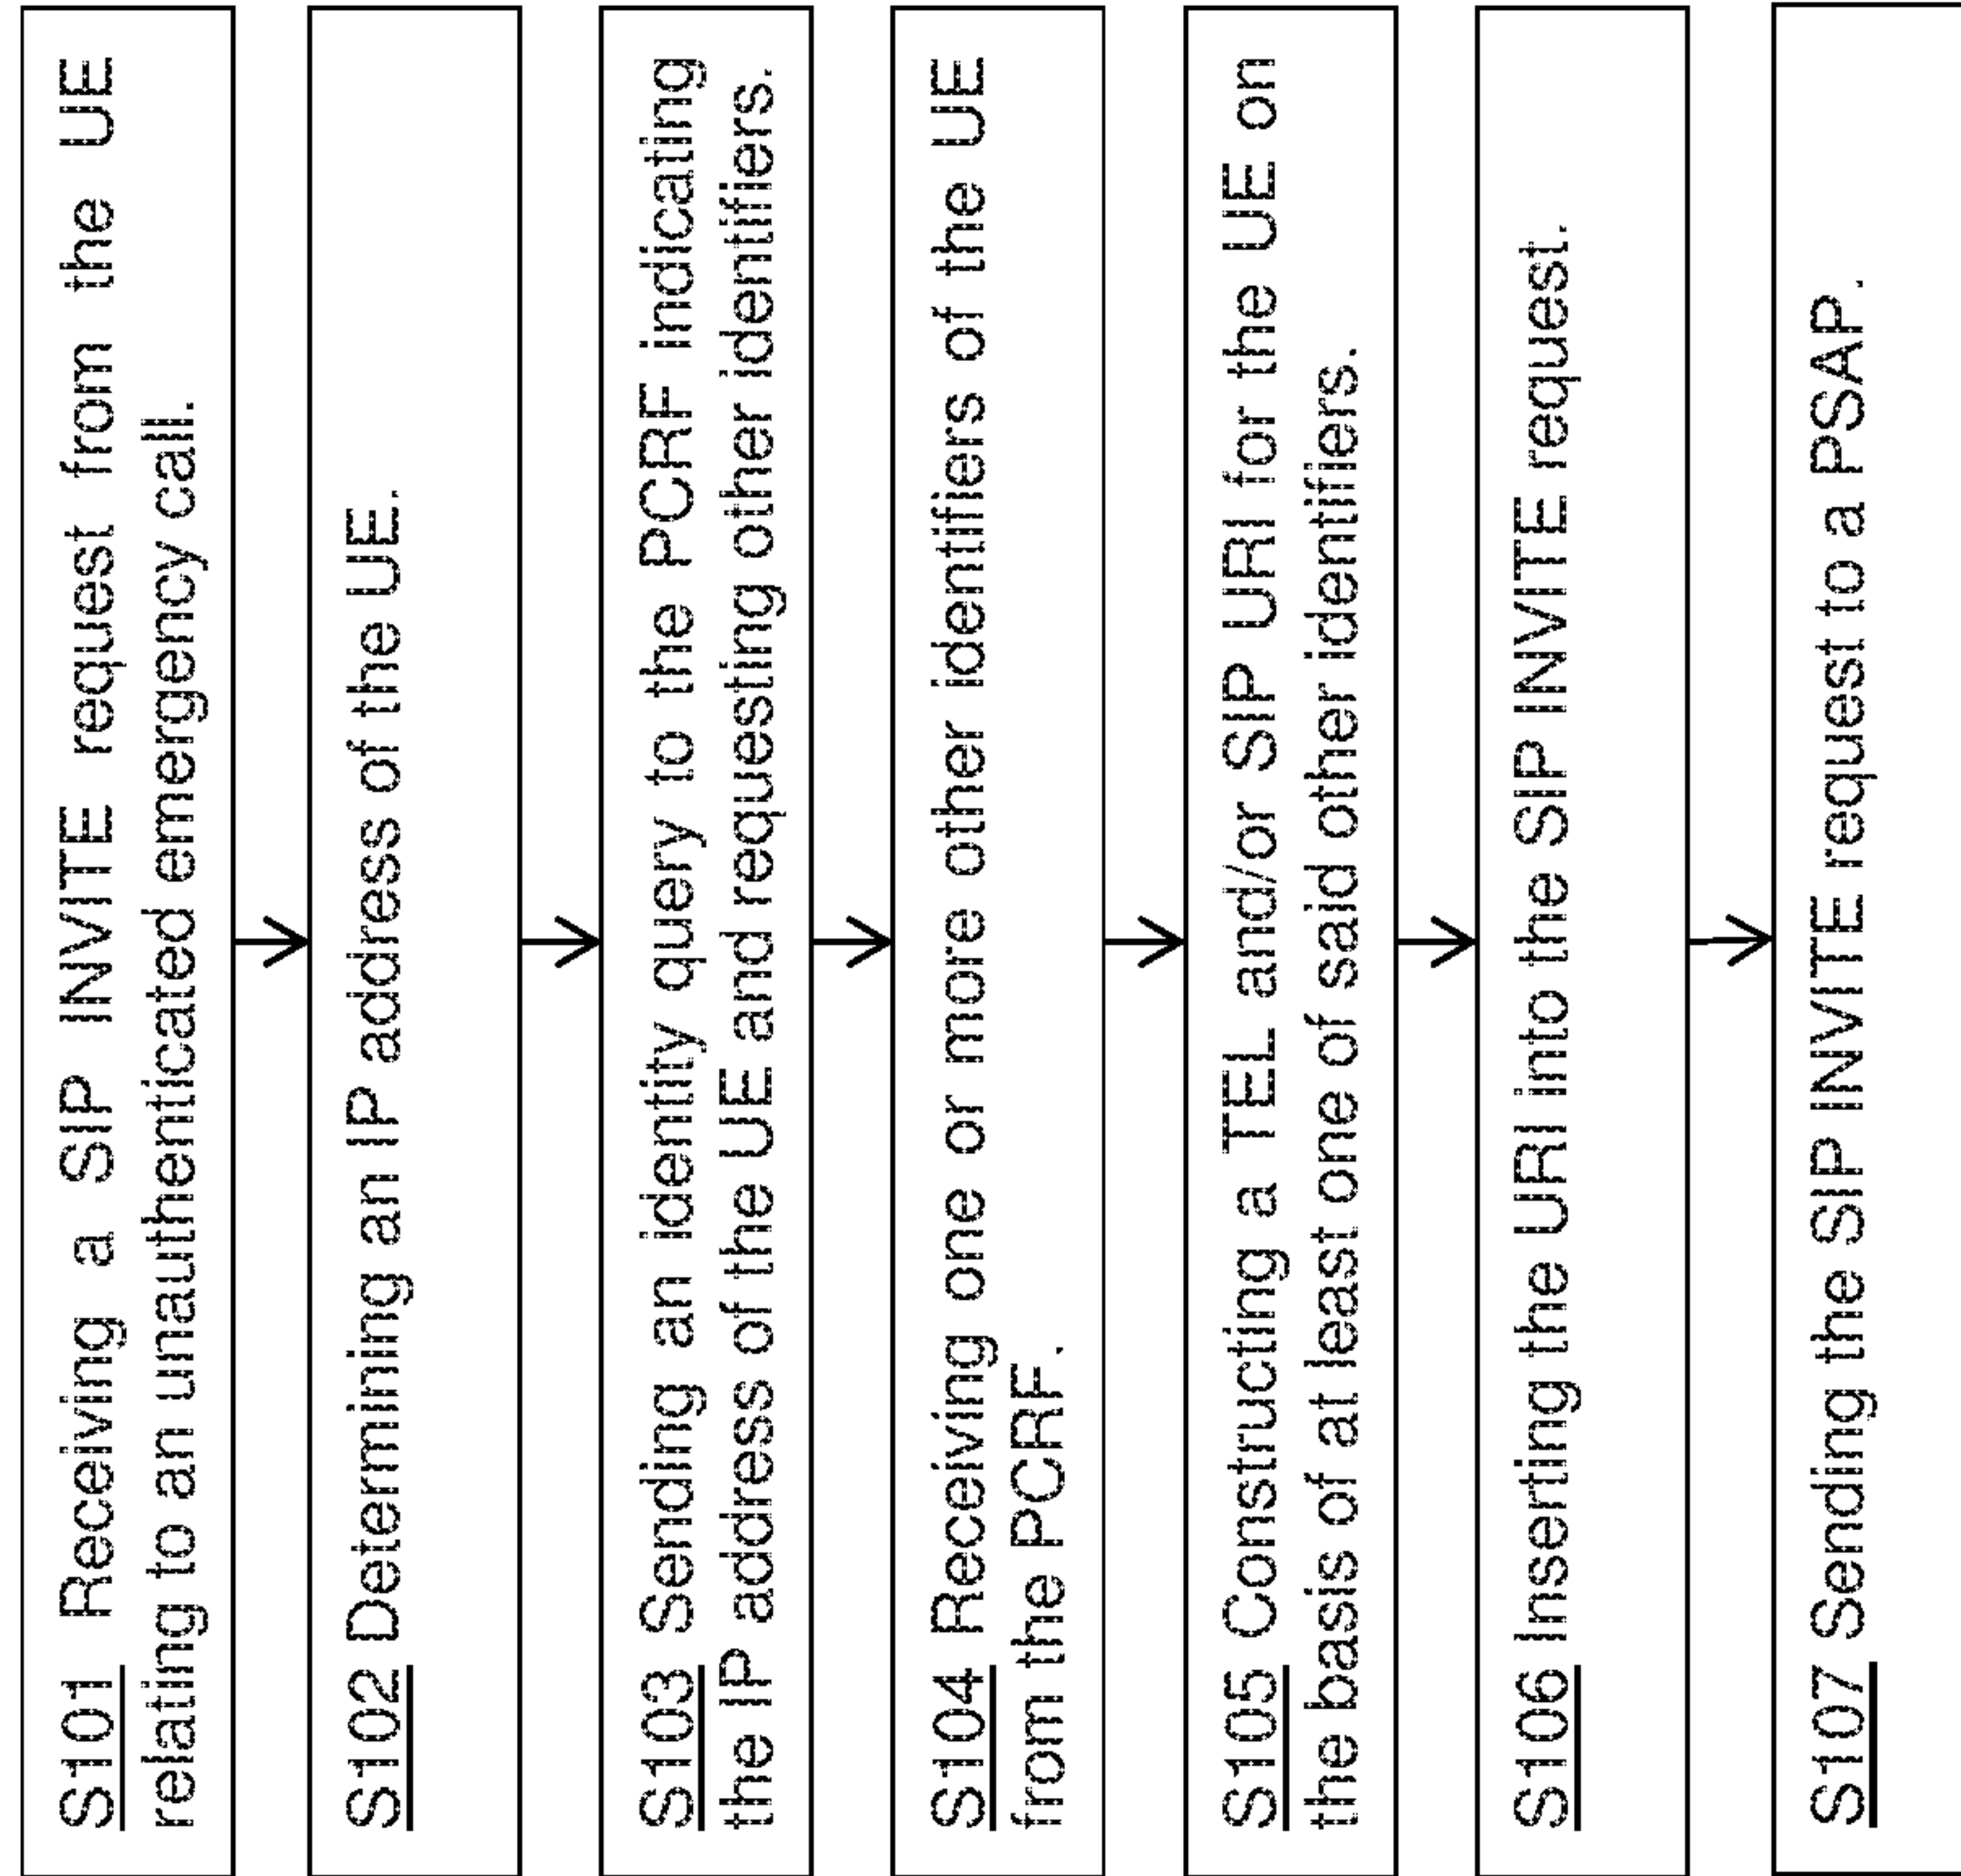 S101 Receiving a SIP INVITE request from the UE
relating to an unauthenticated emergency call.
S102 Determining an IP address of the UE.
S103 Sending an identity query to the PCRF indicating
the IP address of the UE and requesting other identifiers.
S104 Receiving one or more other identifiers of the UE
from the PCRF.
S105 Constructing a TEL and/or SIP URI for the UE on
the basis of at least one of said other identifiers.
S106 Inserting the URI into the SIP INVITE request.
S107 Sending the SIP INVITE request to a PSAP.